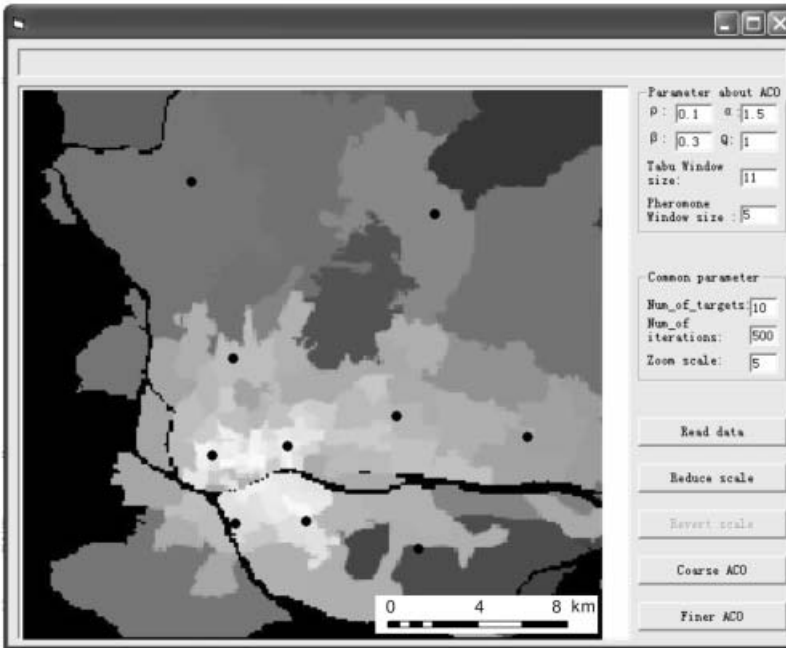 Parameter about ACO
ρ: 0.1 α: 1.5
β: 0.3 Q: 1
Tabu Window
size: 11
Pheromone
Window size : 5
Common parameter
Num_of_targets: 10
Num_of
iterations: 500
Zoom scale: 5
Read data
Reduce scale
Revert scale
Coarse ACO
Finer ACO
0 4 8 km